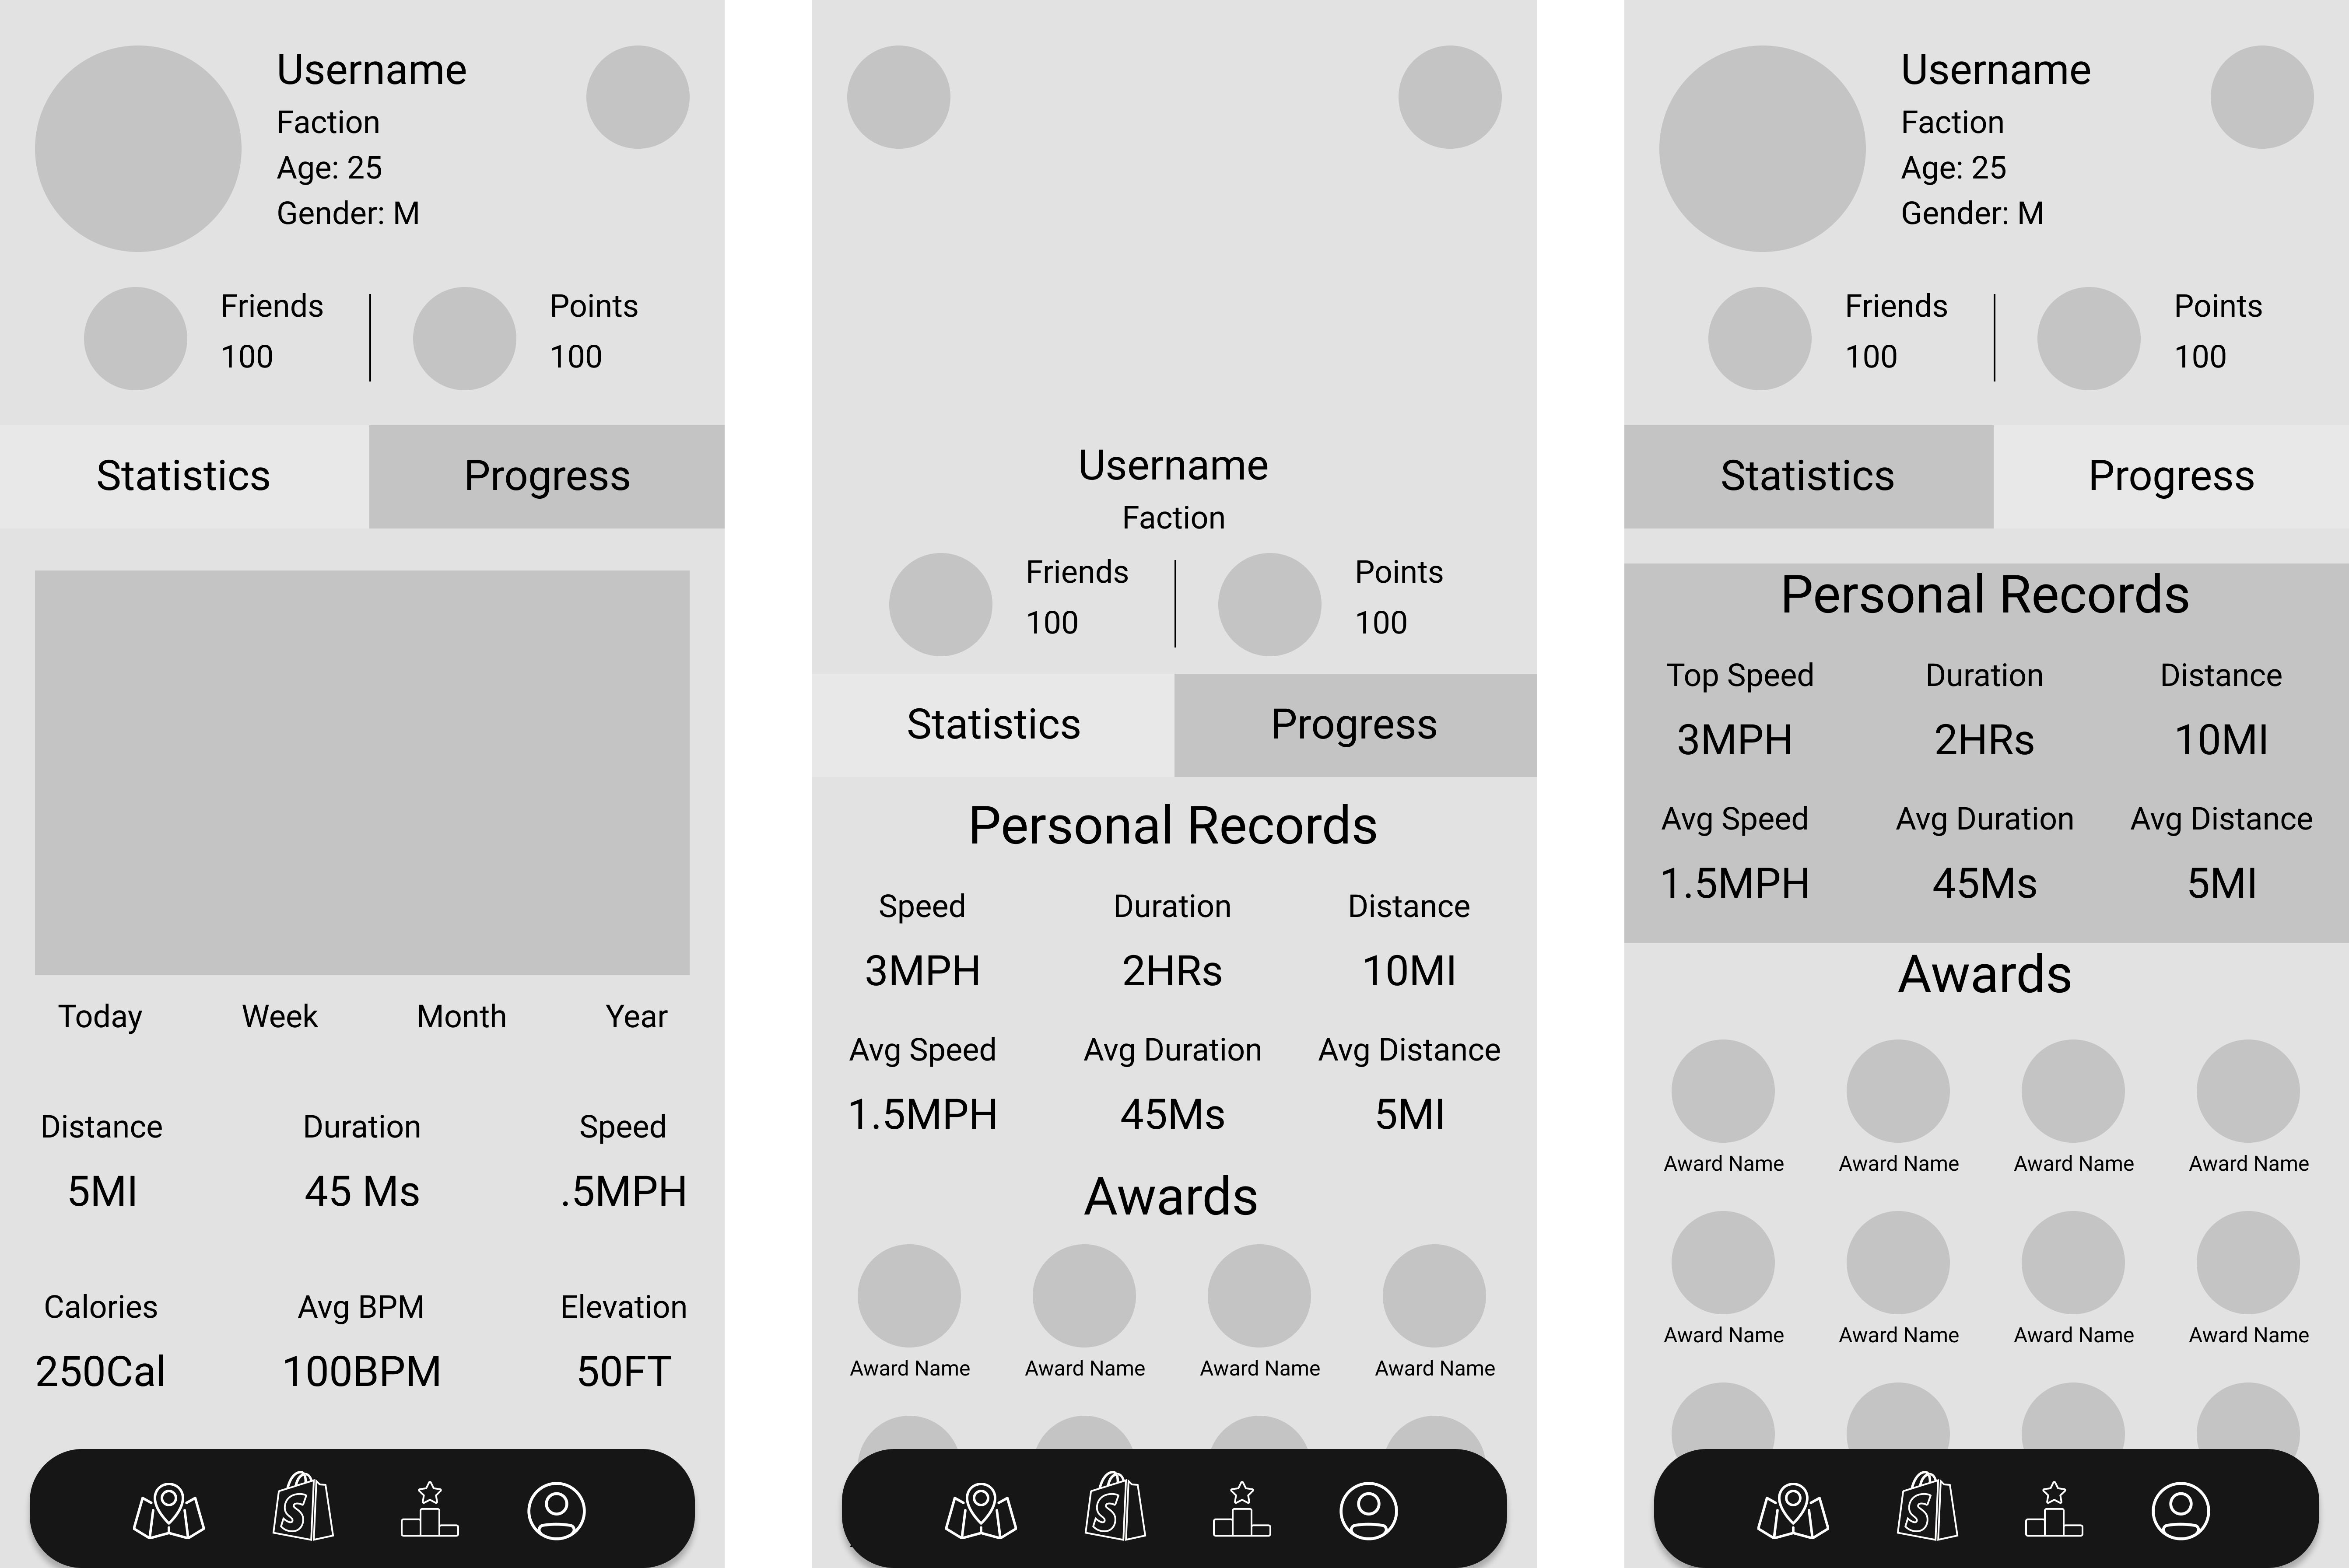 Username
Faction
Age: 25
Gender: M
Friends
100
Points
100
Statistics
Progress
Today Week Month Year
Distance Duration Speed
5MI 45 Ms .5MPH
Calories Avg BPM Elevation
250Cal 100BPM 50FT
S
Username
Faction
Friends
100
Points
100
Statistics
Progress
Personal Records
Speed Duration Distance
3MPH 2HRs 10MI
Avg Speed Avg Duration Avg Distance
1.5MPH 45Ms 5MI
Awards
Award Name Award Name Award Name Award Name
S
Username
Faction
Age: 25
Gender: M
Friends
100
Points
100
Statistics
Progress
Personal Records
Top Speed Duration Distance
3MPH 2HRs 10MI
Avg Speed Avg Duration Avg Distance
1.5MPH 45Ms 5MI
Awards
Award Name Award Name Award Name Award Name
Award Name Award Name Award Name Award Name
S